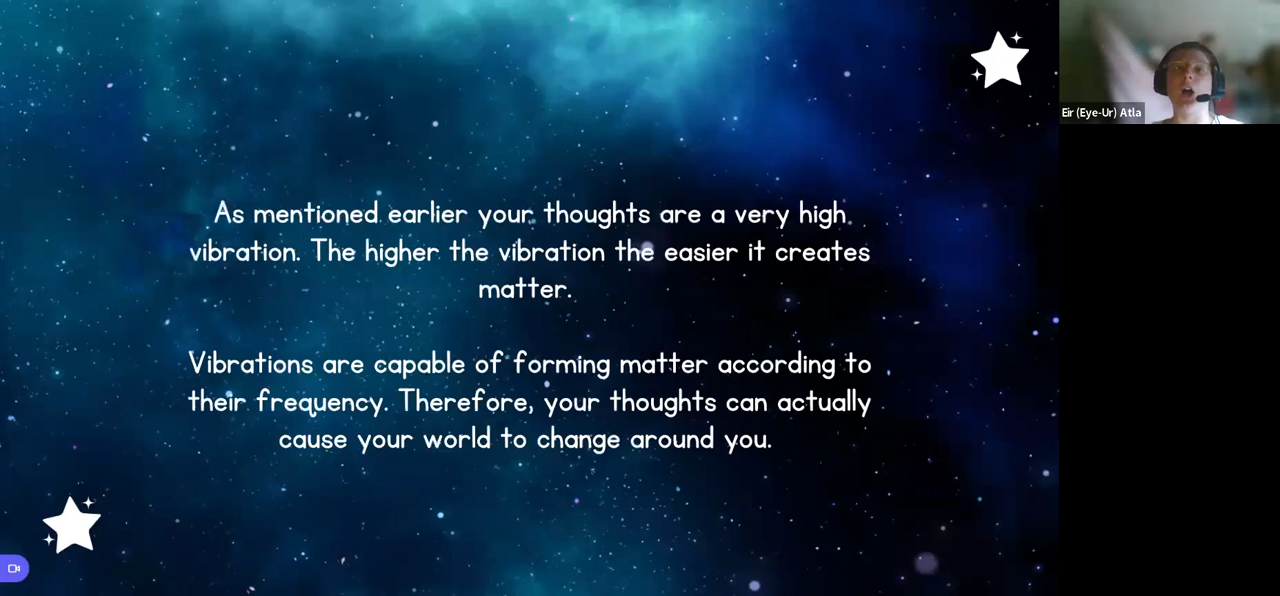 As mentioned earlier your thoughts are a very high
vibration. The higher the vibration the easier it creates
matter.
Vibrations are capable of forming matter according to
their frequency. Therefore, your thoughts can actually
cause your world to change around you.
Eir (Eye-Ur) Atla